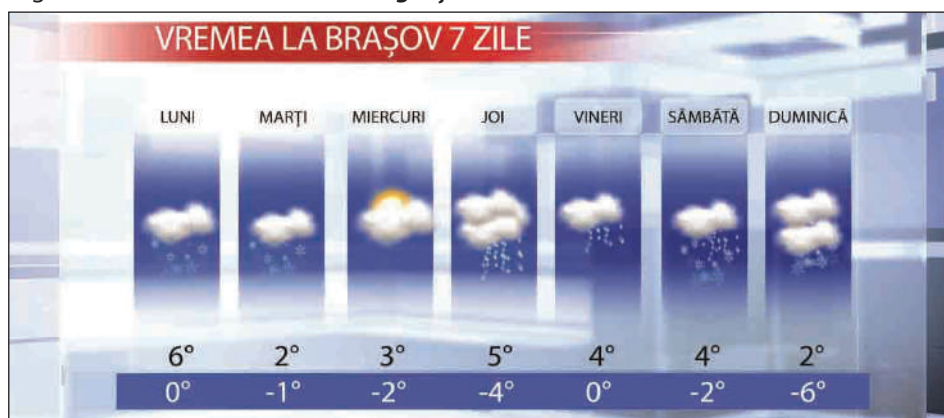 VREMEA LA BRAȘOV 7 ZILE
LUNI MARȚI MIERCURI JOI VINERI SÂMBĂTĂ DUMINICĂ
6° 2° 3° 5° 4° 4° 2°
0° -1° -2° -4° 0° -2° -6°